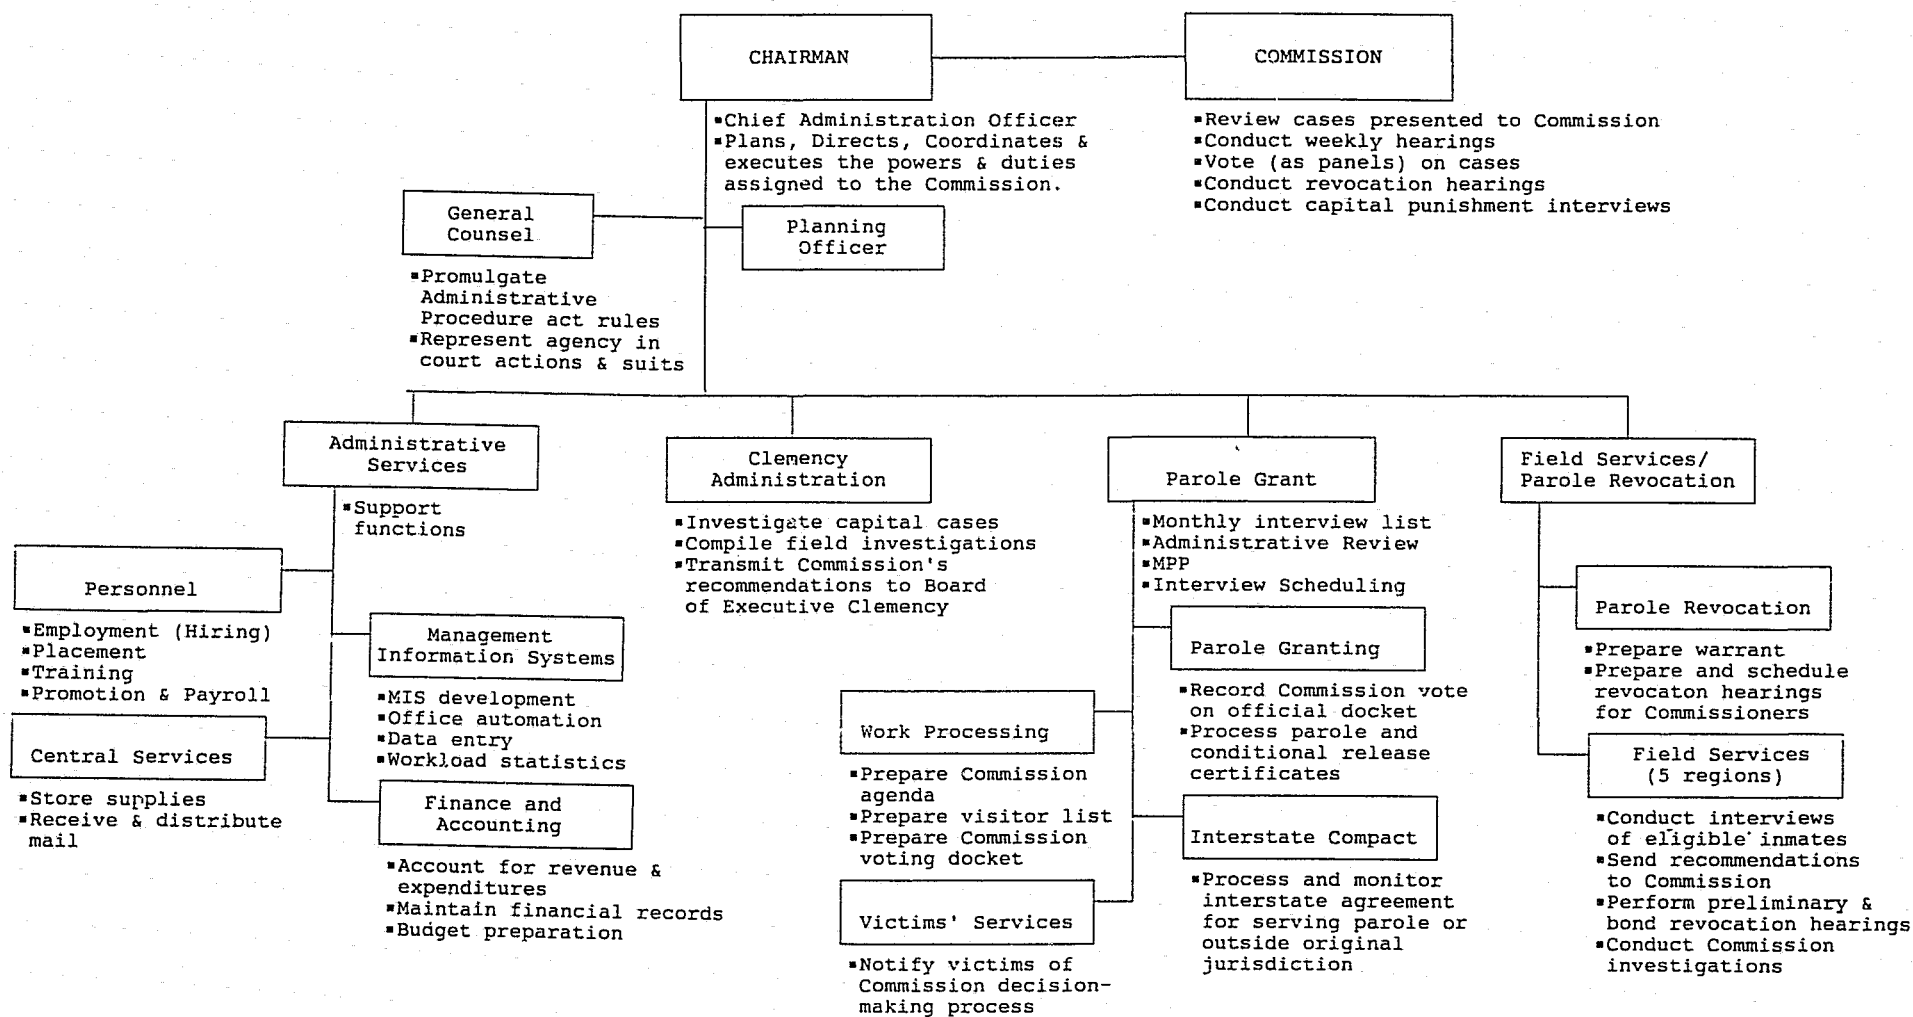 CHAIRMAN
▪Chief Administration Officer
▪Plans, Directs, Coordinates &
executes the powers & duties
assigned to the Commission.
COMMISSION
▪Review cases presented to Commission
▪Conduct weekly hearings
▪Vote (as panels) on cases
▪Conduct revocation hearings
▪Conduct capital punishment interviews
General
Counsel
▪Promulgate
Administrative
Procedure act rules
▪Represent agency in
court actions & suits
Planning
Officer
Administrative
Services
▪Support
functions
Personnel
▪Employment (Hiring)
▪Placement
▪Training
▪Promotion & Payroll
Management
Information Systems
▪MIS development
▪Office automation
▪Data entry
▪Workload statistics
Central Services
▪Store supplies
▪Receive & distribute
mail
Finance and
Accounting
▪Account for revenue &
expenditures
▪Maintain financial records
▪Budget preparation
Clemency
Administration
▪Investigate capital cases
▪Compile field investigations
▪Transmit Commission's
recommendations to Board
of Executive Clemency
Parole Grant
▪Monthly interview list
▪Administrative Review
▪MPP
▪Interview Scheduling
Parole Granting
▪Record Commission vote
on official docket
▪Process parole and
conditional release
certificates
Work Processing
▪Prepare Commission
agenda
▪Prepare visitor list
▪Prepare Commission
voting docket
Interstate Compact
▪Process and monitor
interstate agreement
for serving parole or
outside original
jurisdiction
Victims' Services
▪Notify victims of
Commission decision-
making process
Field Services/
Parole Revocation
Parole Revocation
▪Prepare warrant
▪Prepare and schedule
revocaton hearings
for Commissioners
Field Services
(5 regions)
▪Conduct interviews
of eligible inmates
▪Send recommendations
to Commission
▪Perform preliminary &
bond revocation hearings
▪Conduct Commission
investigations